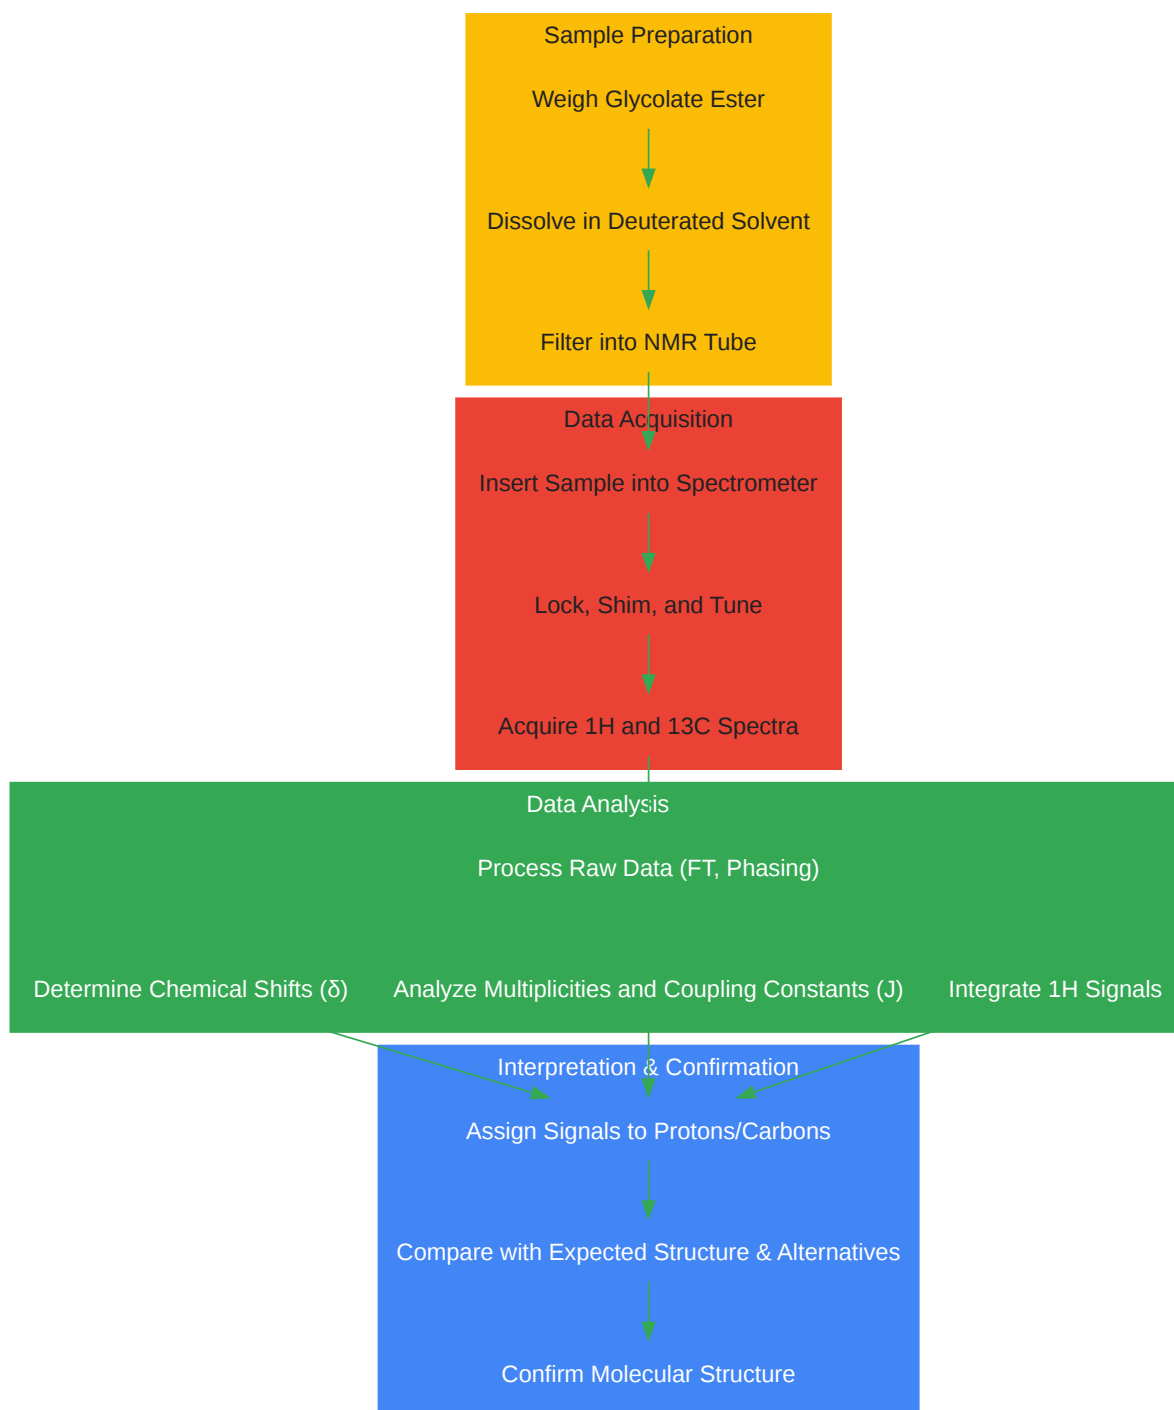 Sample Preparation
Weigh Glycolate Ester
Dissolve in Deuterated Solvent
Filter into NMR Tube
Data Acquisition
Insert Sample into Spectrometer
Lock, Shim, and Tune
Acquire 1H and 13C Spectra
Data Analysis
Process Raw Data (FT, Phasing)
Determine Chemical Shifts (δ)
Analyze Multiplicities and Coupling Constants (J)
Integrate 1H Signals
Interpretation & Confirmation
Assign Signals to Protons/Carbons
Compare with Expected Structure & Alternatives
Confirm Molecular Structure